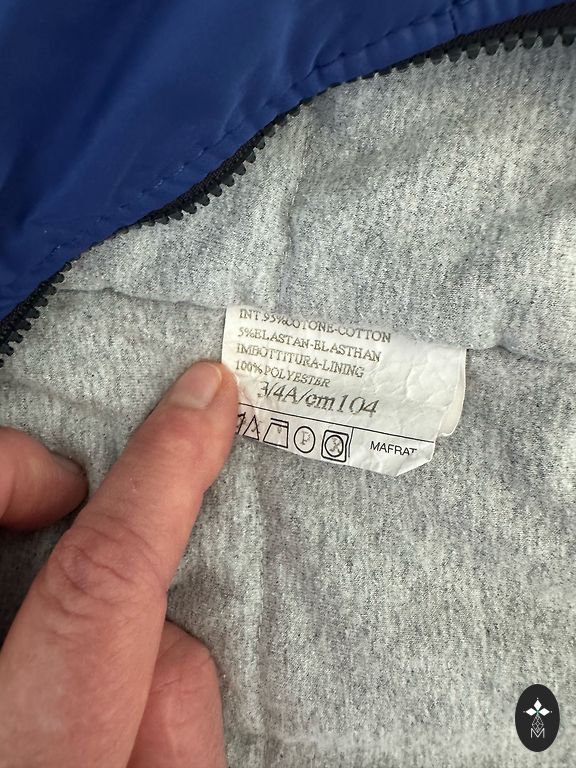 INT.95%COTONE-COTTON
5%ELASTAN-ELASTHAN
IMBOTTITURA-LINING
100%POLYESTER
3/4A/cm104
MAFRAT